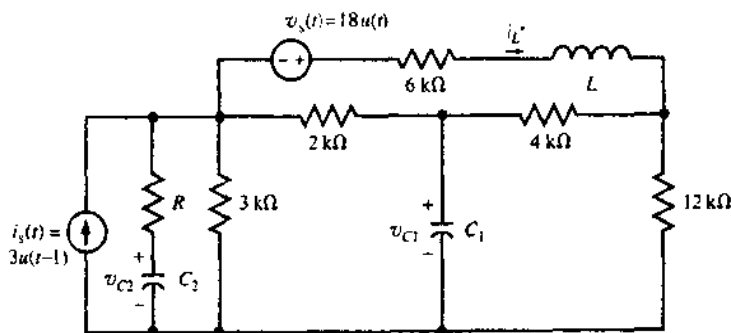 v_s(t) = 18u(t)
i_L
6 kΩ
L
2 kΩ
4 kΩ
i_s(t) =
3u(t−1)
R
3 kΩ
12 kΩ
+
v_C2
−
C_2
+
v_C1
−
C_1
− +